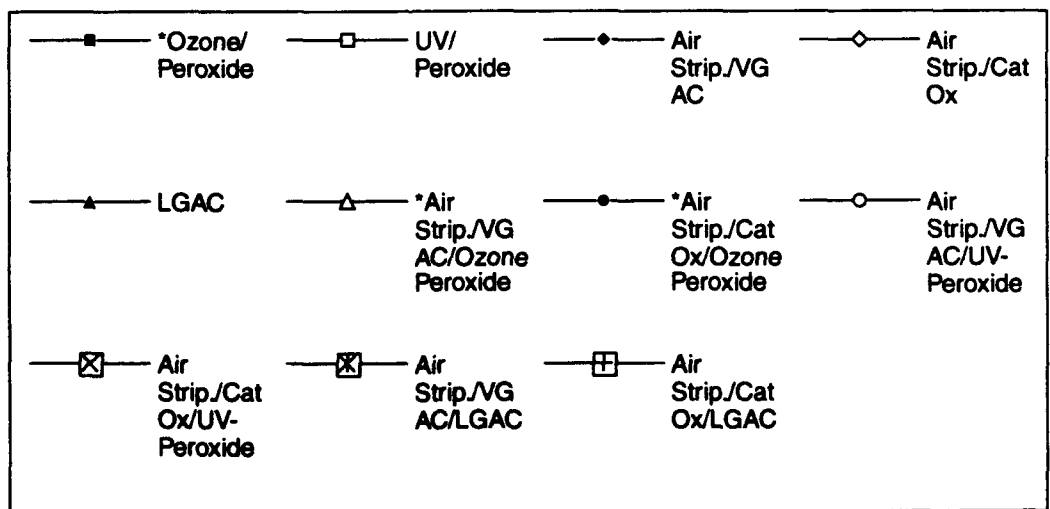 *Ozone/
Peroxide
UV/
Peroxide
Air
Strip./VG
AC
Air
Strip./Cat
Ox
LGAC
*Air
Strip./VG
AC/Ozone
Peroxide
*Air
Strip./Cat
Ox/Ozone
Peroxide
Air
Strip./VG
AC/UV-
Peroxide
Air
Strip./Cat
Ox/UV-
Peroxide
Air
Strip./VG
AC/LGAC
Air
Strip./Cat
Ox/LGAC